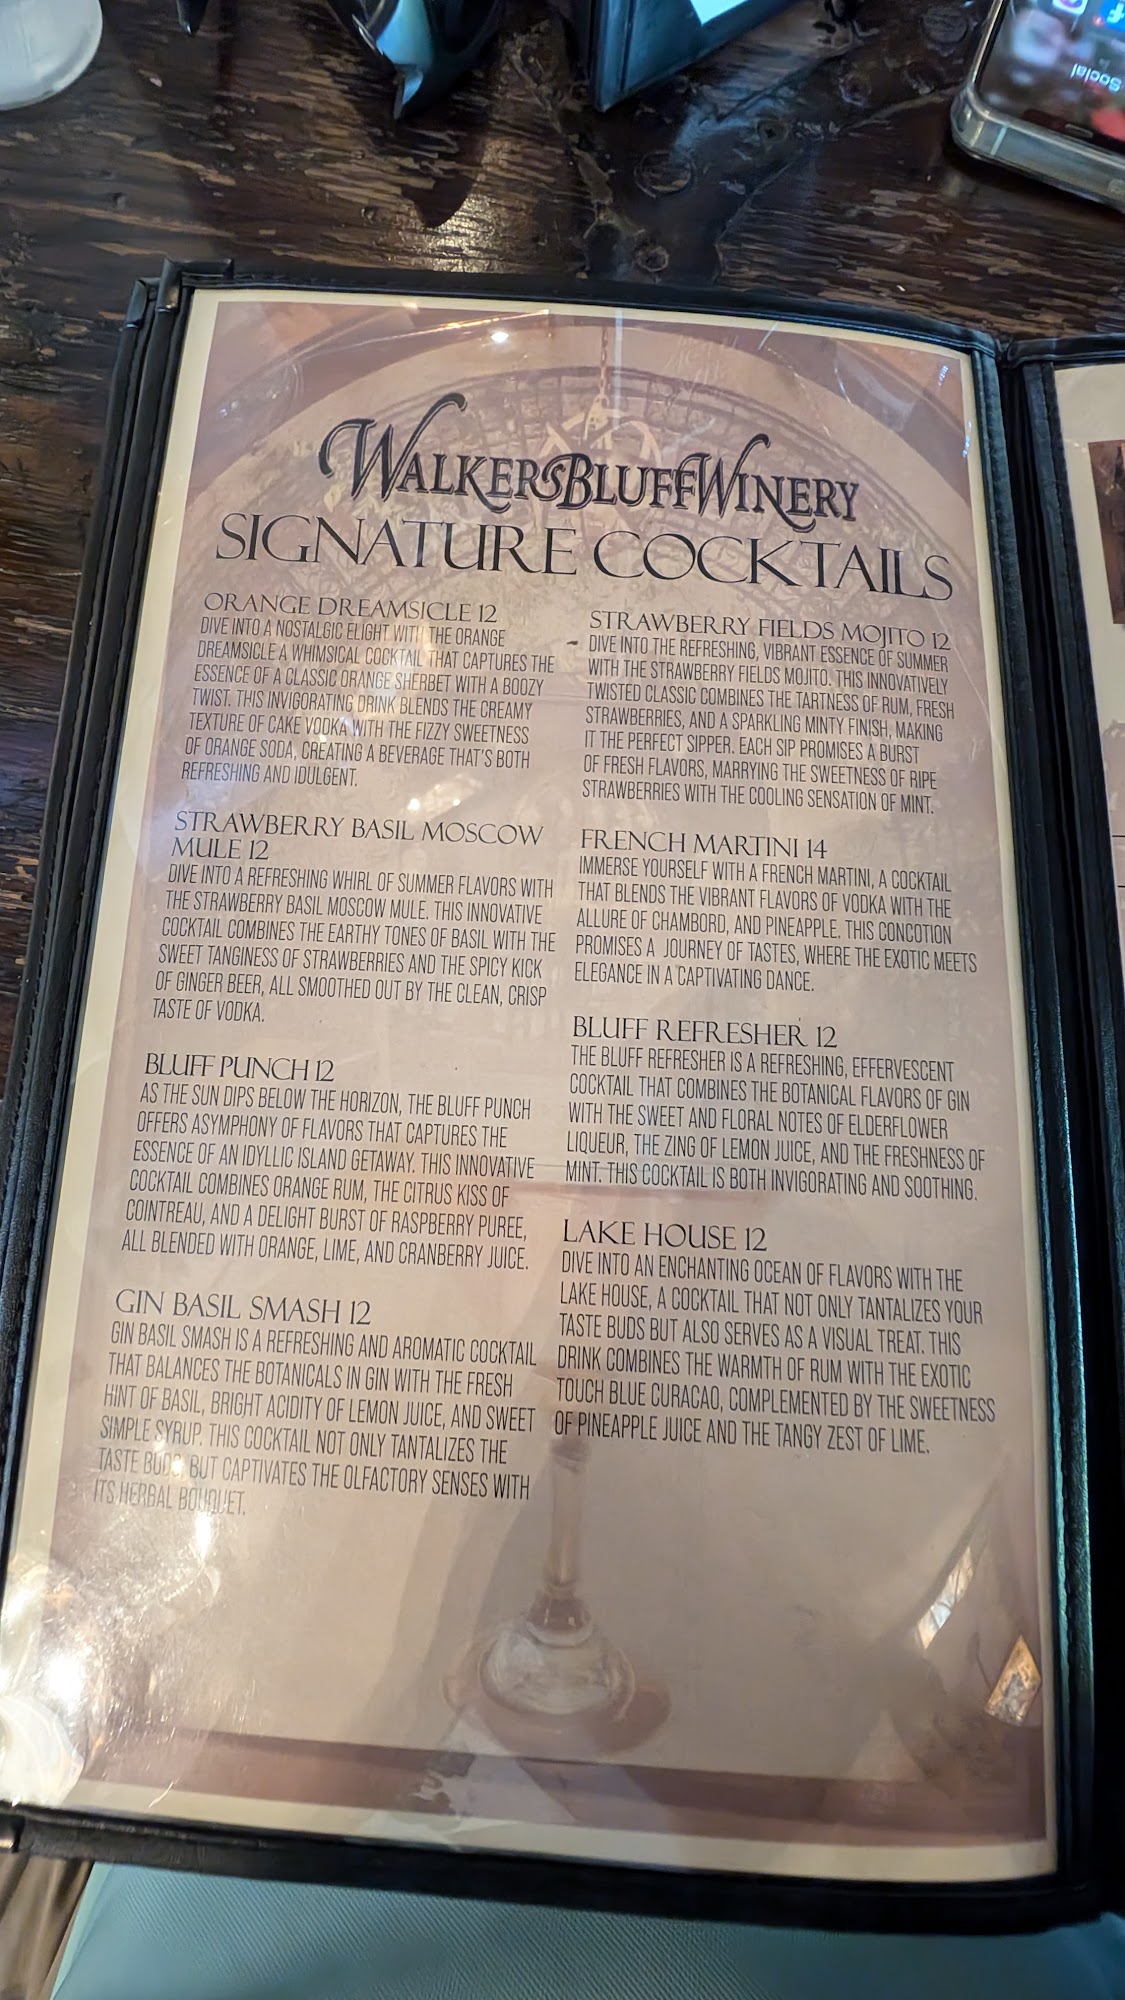 Social
WALKERS BLUFF WINERY
SIGNATURE COCKTAILS
ORANGE DREAMSICLE 12
DIVE INTO A NOSTALGIC FLIGHT WITH THE ORANGE
DREAMSICLE A WHIMSICAL COCKTAIL THAT CAPTURES THE
ESSENCE OF A CLASSIC ORANGE SHERBET WITH A BOOZY
TWIST. THIS INVIGORATING DRINK BLENDS THE CREAMY
TEXTURE OF CAKE VODKA WITH THE FIZZY SWEETNESS
OF ORANGE SODA, CREATING A BEVERAGE THAT'S BOTH
REFRESHING AND IDULGENT.
STRAWBERRY BASIL MOSCOW
MULE 12
DIVE INTO A REFRESHING WHIRL OF SUMMER FLAVORS WITH
THE STRAWBERRY BASIL MOSCOW MULE. THIS INNOVATIVE
COCKTAIL COMBINES THE EARTHY TONES OF BASIL WITH THE
SWEET TANGINESS OF STRAWBERRIES AND THE SPICY KICK
OF GINGER BEER, ALL SMOOTHED OUT BY THE CLEAN, CRISP
TASTE OF VODKA.
BLUFF PUNCH 12
AS THE SUN DIPS BELOW THE HORIZON, THE BLUFF PUNCH
OFFERS ASYMPHONY OF FLAVORS THAT CAPTURES THE
ESSENCE OF AN IDYLLIC ISLAND GETAWAY. THIS INNOVATIVE
COCKTAIL COMBINES ORANGE RUM, THE CITRUS KISS OF
COINTREAU, AND A DELIGHT BURST OF RASPBERRY PUREE,
ALL BLENDED WITH ORANGE, LIME, AND CRANBERRY JUICE.
GIN BASIL SMASH 12
GIN BASIL SMASH IS A REFRESHING AND AROMATIC COCKTAIL
THAT BALANCES THE BOTANICALS IN GIN WITH THE FRESH
HINT OF BASIL, BRIGHT ACIDITY OF LEMON JUICE, AND SWEET
SIMPLE SYRUP. THIS COCKTAIL NOT ONLY TANTALIZES THE
TASTE BUDS, BUT CAPTIVATES THE OLFACTORY SENSES WITH
ITS HERBAL BOUQUET.
STRAWBERRY FIELDS MOJITO 12
DIVE INTO THE REFRESHING, VIBRANT ESSENCE OF SUMMER
WITH THE STRAWBERRY FIELDS MOJITO. THIS INNOVATIVELY
TWISTED CLASSIC COMBINES THE TARTNESS OF RUM, FRESH
STRAWBERRIES, AND A SPARKLING MINTY FINISH, MAKING
IT THE PERFECT SIPPER. EACH SIP PROMISES A BURST
OF FRESH FLAVORS, MARRYING THE SWEETNESS OF RIPE
STRAWBERRIES WITH THE COOLING SENSATION OF MINT.
FRENCH MARTINI 14
IMMERSE YOURSELF WITH A FRENCH MARTINI, A COCKTAIL
THAT BLENDS THE VIBRANT FLAVORS OF VODKA WITH THE
ALLURE OF CHAMBORD, AND PINEAPPLE. THIS CONCOTION
PROMISES A JOURNEY OF TASTES, WHERE THE EXOTIC MEETS
ELEGANCE IN A CAPTIVATING DANCE.
BLUFF REFRESHER 12
THE BLUFF REFRESHER IS A REFRESHING, EFFERVESCENT
COCKTAIL THAT COMBINES THE BOTANICAL FLAVORS OF GIN
WITH THE SWEET AND FLORAL NOTES OF ELDERFLOWER
LIQUEUR, THE ZING OF LEMON JUICE, AND THE FRESHNESS OF
MINT. THIS COCKTAIL IS BOTH INVIGORATING AND SOOTHING.
LAKE HOUSE 12
DIVE INTO AN ENCHANTING OCEAN OF FLAVORS WITH THE
LAKE HOUSE, A COCKTAIL THAT NOT ONLY TANTALIZES YOUR
TASTE BUDS BUT ALSO SERVES AS A VISUAL TREAT. THIS
DRINK COMBINES THE WARMTH OF RUM WITH THE EXOTIC
TOUCH BLUE CURACAO, COMPLEMENTED BY THE SWEETNESS
OF PINEAPPLE JUICE AND THE TANGY ZEST OF LIME.